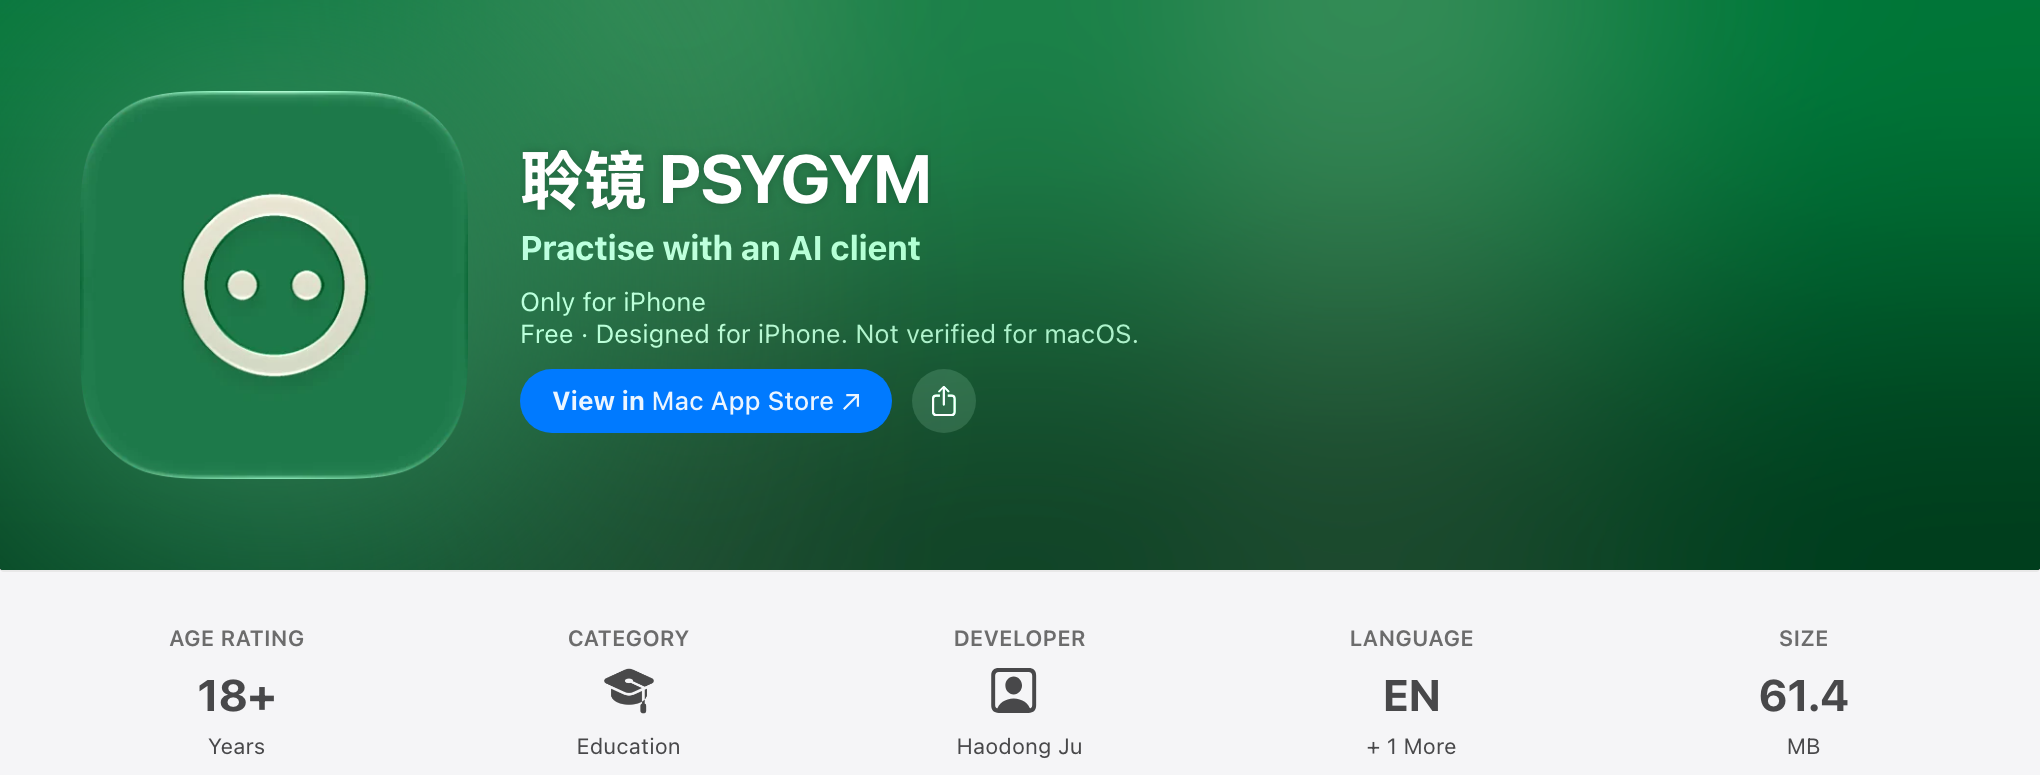 聆镜 PSYGYM
Practise with an AI client
Only for iPhone
Free · Designed for iPhone. Not verified for macOS.
View in Mac App Store ↗
AGE RATING
18+
Years
CATEGORY
Education
DEVELOPER
Haodong Ju
LANGUAGE
EN
+ 1 More
SIZE
61.4
MB